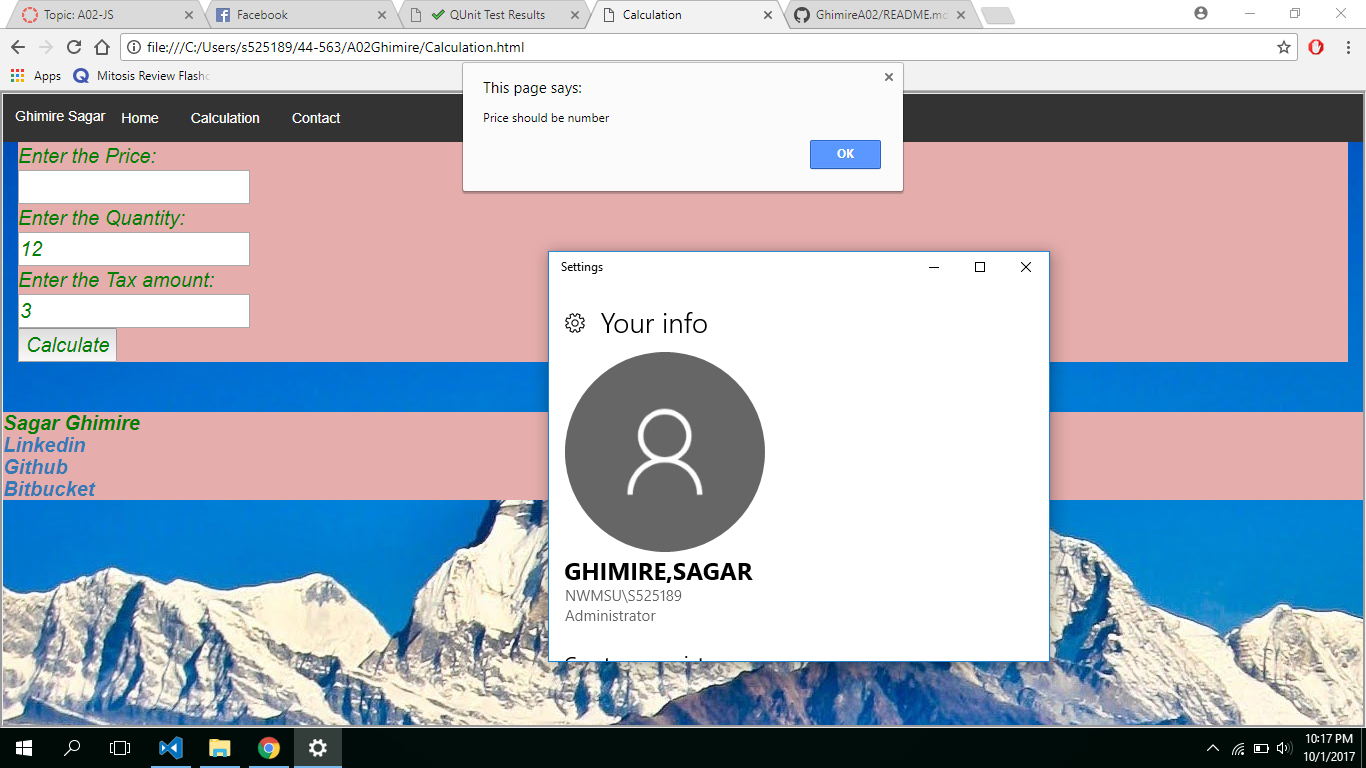 Topic: A02-JS
Facebook
QUnit Test Results
Calculation
GhimireA02/README.md
file:///C:/Users/s525189/44-563/A02Ghimire/Calculation.html
Apps
Mitosis Review Flashc
This page says:
Price should be number
OK
Ghimire Sagar Home Calculation Contact
Enter the Price:
Enter the Quantity:
12
Enter the Tax amount:
3
Calculate
Sagar Ghimire
Linkedin
Github
Bitbucket
Settings
Your info
GHIMIRE,SAGAR
NWMSU\S525189
Administrator
10:17 PM
10/1/2017